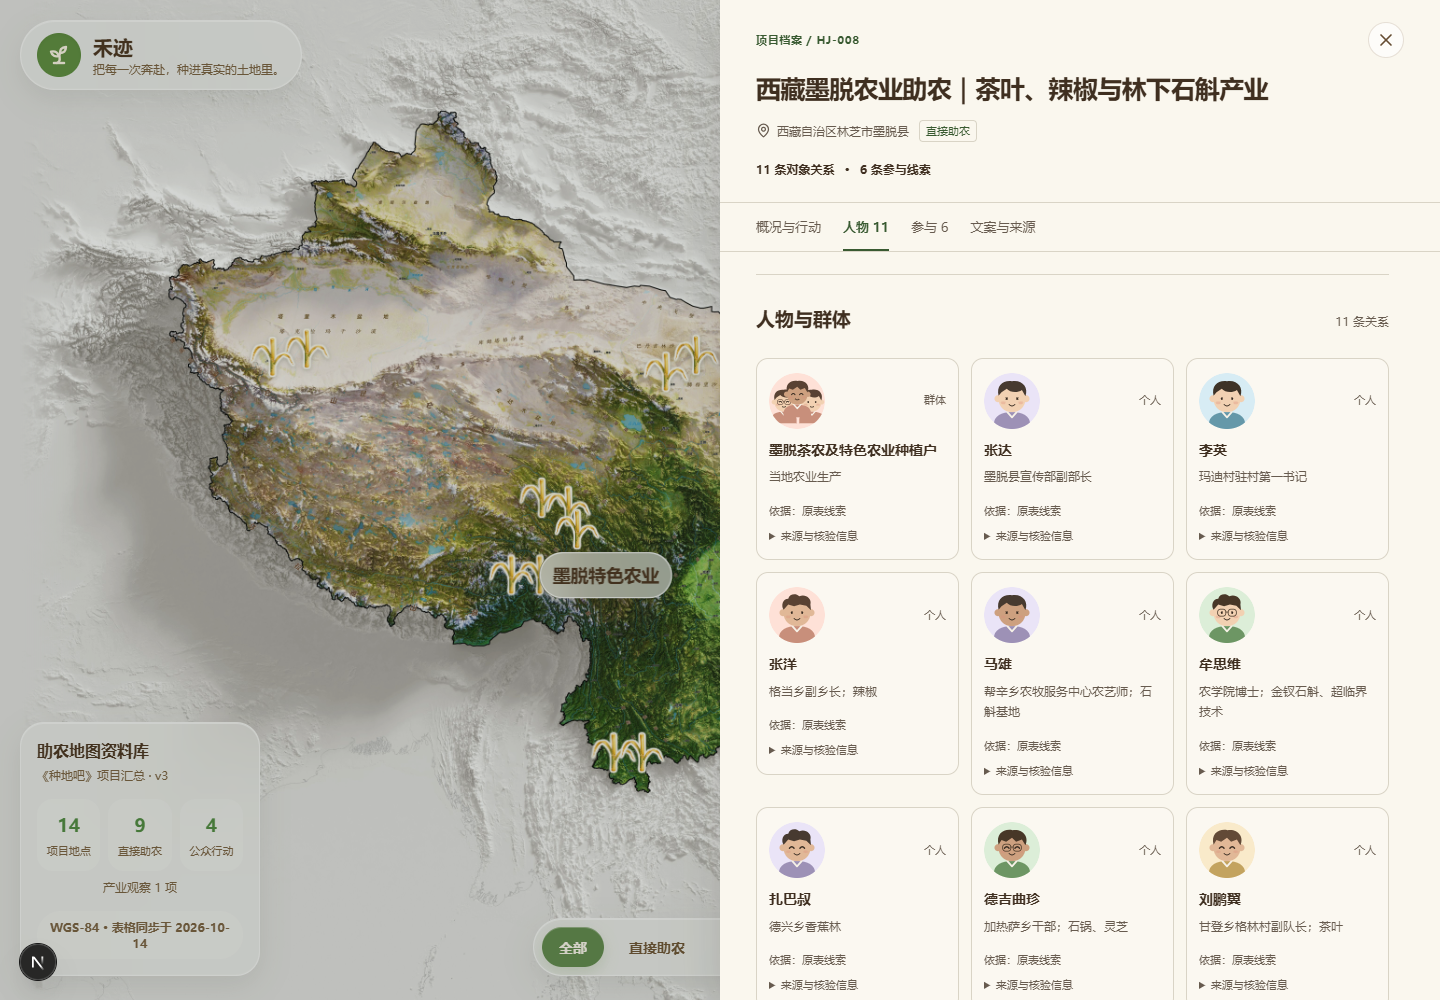 禾迹
把每一次奔赴，种进真实的土地里。
墨脱特色农业
助农地图资料库
《种地吧》项目汇总 · v3
14
项目地点
9
直接助农
4
公众行动
产业观察 1 项
WGS-84 • 表格同步于 2026-10-
14
N
全部
直接助农
项目档案 / HJ-008
西藏墨脱农业助农｜茶叶、辣椒与林下石斛产业
西藏自治区林芝市墨脱县
直接助农
11 条对象关系 • 6 条参与线索
概况与行动
人物 11
参与 6
文案与来源
人物与群体
11 条关系
群体
墨脱茶农及特色农业种植户
当地农业生产
依据：原表线索
▶ 来源与核验信息
个人
张达
墨脱县宣传部副部长
依据：原表线索
▶ 来源与核验信息
个人
李英
玛迪村驻村第一书记
依据：原表线索
▶ 来源与核验信息
个人
张洋
格当乡副乡长；辣椒
依据：原表线索
▶ 来源与核验信息
个人
马雄
帮辛乡农牧服务中心农艺师；石
斛基地
依据：原表线索
▶ 来源与核验信息
个人
牟思维
农学院博士；金钗石斛、超临界
技术
依据：原表线索
▶ 来源与核验信息
个人
扎巴叔
德兴乡香蕉林
依据：原表线索
▶ 来源与核验信息
个人
德吉曲珍
加热萨乡干部；石锅、灵芝
依据：原表线索
▶ 来源与核验信息
个人
刘鹏翼
甘登乡格林村副队长；茶叶
依据：原表线索
▶ 来源与核验信息